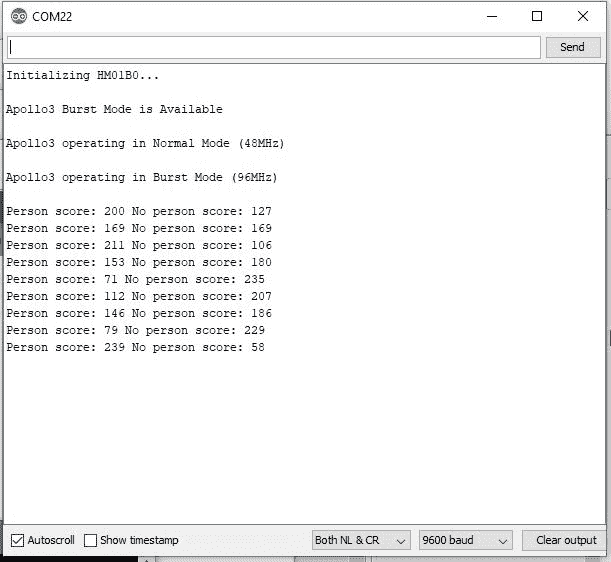 COM22
Send
Initializing HM01B0...
Apollo3 Burst Mode is Available
Apollo3 operating in Normal Mode (48MHz)
Apollo3 operating in Burst Mode (96MHz)
Person score: 200 No person score: 127
Person score: 169 No person score: 169
Person score: 211 No person score: 106
Person score: 153 No person score: 180
Person score: 71 No person score: 235
Person score: 112 No person score: 207
Person score: 146 No person score: 186
Person score: 79 No person score: 229
Person score: 239 No person score: 58
Autoscroll Show timestamp Both NL & CR 9600 baud Clear output